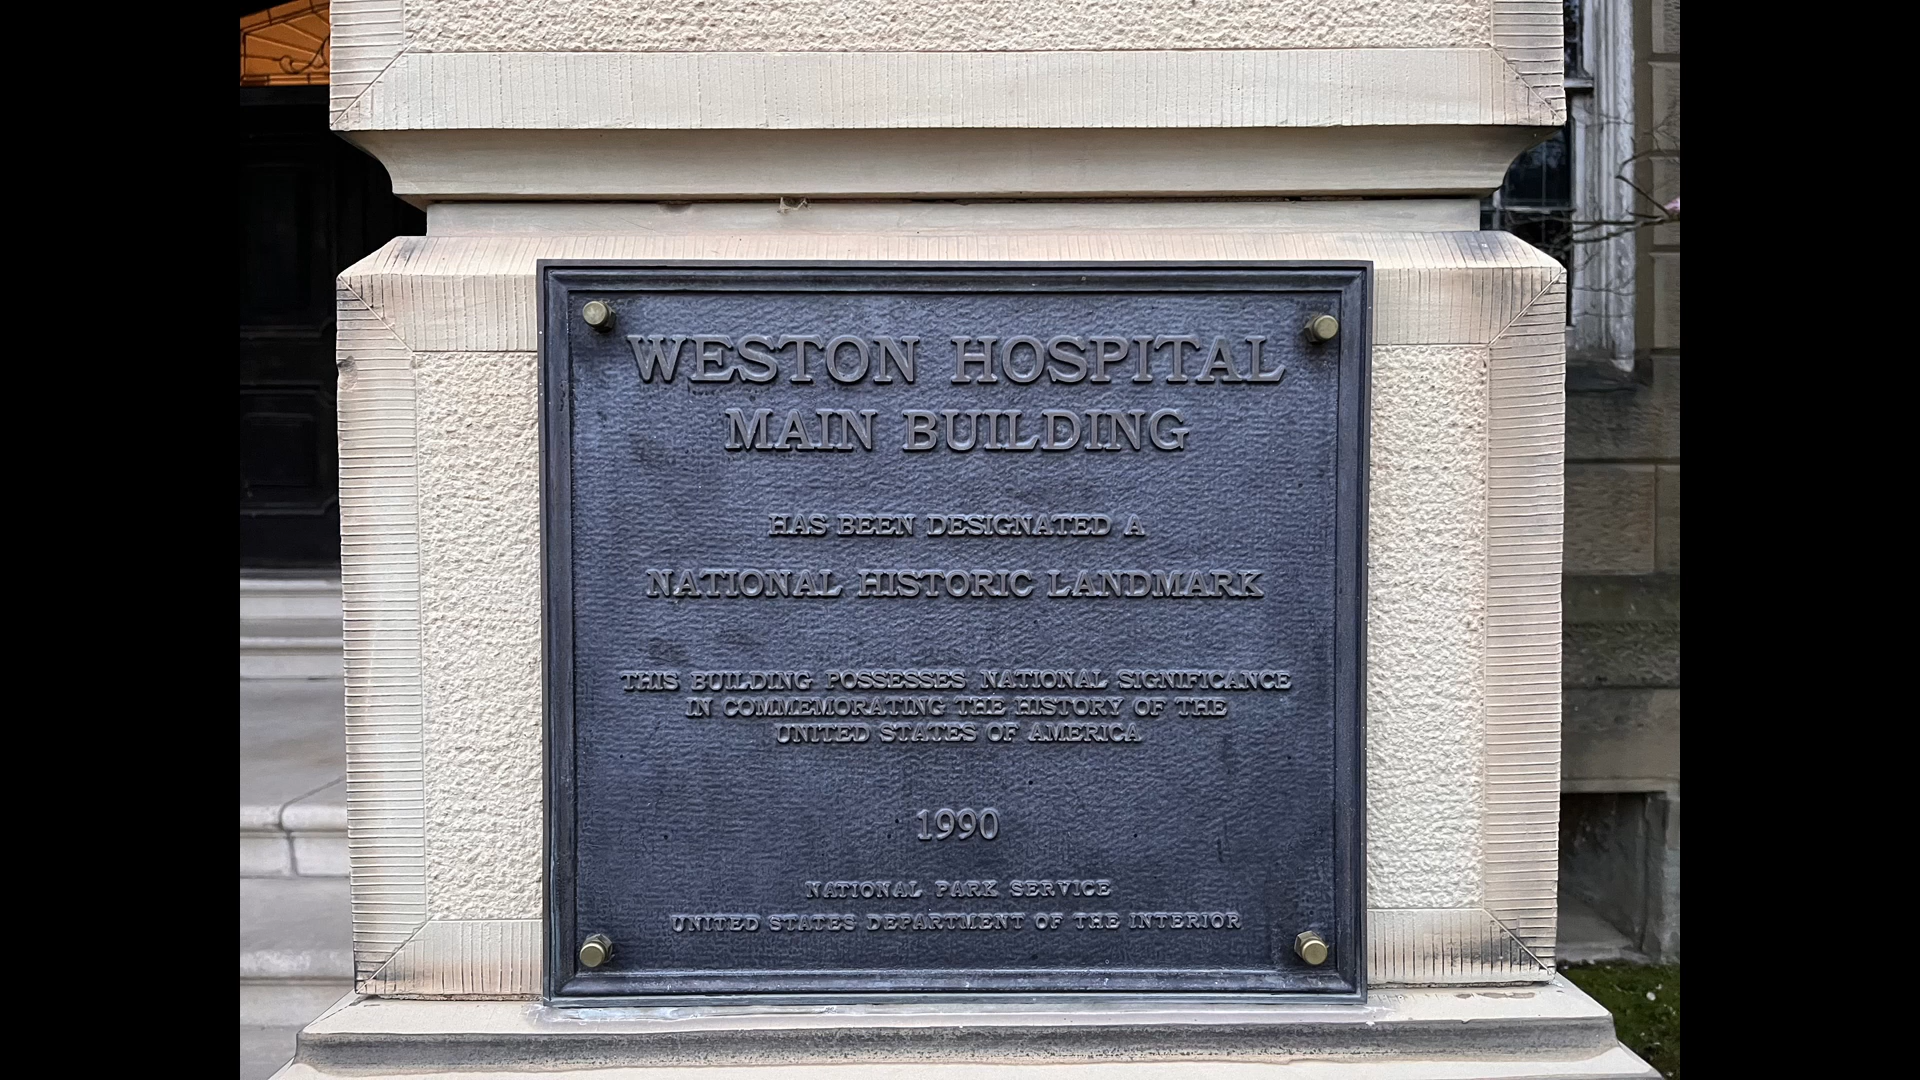 WESTON HOSPITAL
MAIN BUILDING
HAS BEEN DESIGNATED A
NATIONAL HISTORIC LANDMARK
THIS BUILDING POSSESSES NATIONAL SIGNIFICANCE
IN COMMEMORATING THE HISTORY OF THE
UNITED STATES OF AMERICA
1990
NATIONAL PARK SERVICE
UNITED STATES DEPARTMENT OF THE INTERIOR